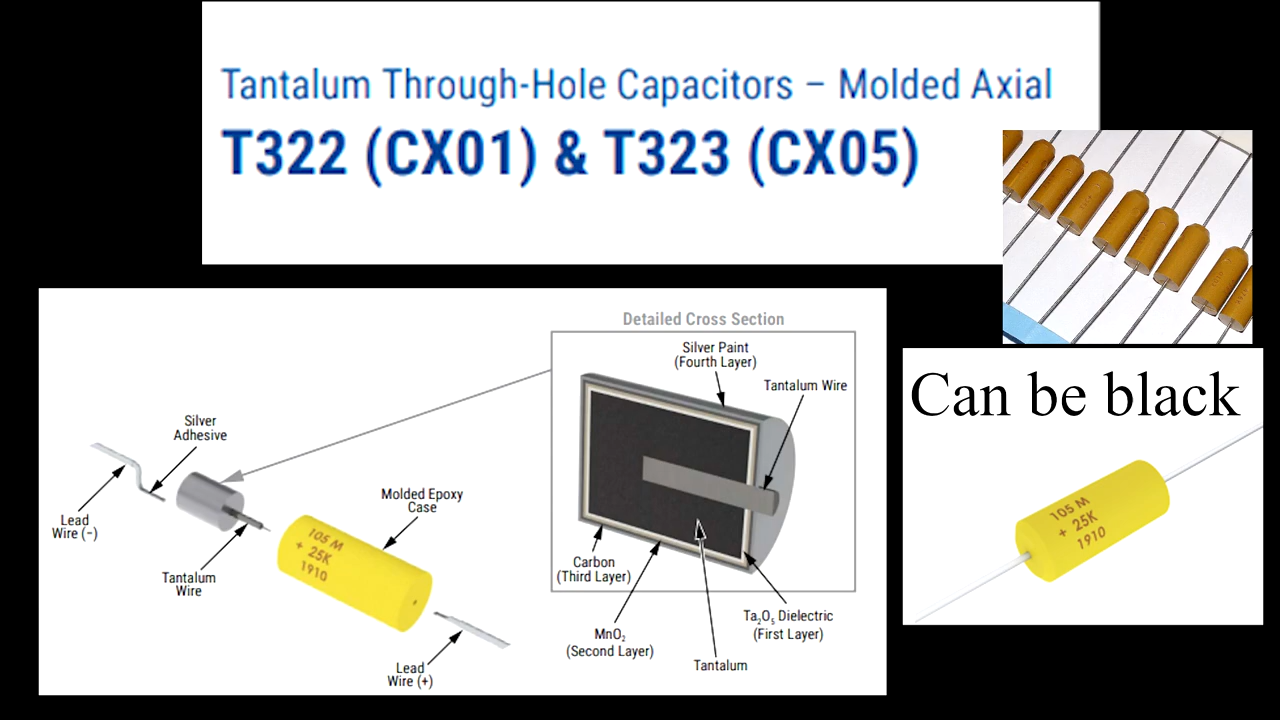 Tantalum Through-Hole Capacitors – Molded Axial
T322 (CX01) & T323 (CX05)
Detailed Cross Section
Silver Paint
(Fourth Layer)
Tantalum Wire
Silver
Adhesive
Lead
Wire (−)
Tantalum
Wire
Molded Epoxy
Case
105 M
+ 25K
1910
Lead
Wire (+)
Carbon
(Third Layer)
MnO₂
(Second Layer)
Tantalum
Ta₂O₅ Dielectric
(First Layer)
Can be black
105 M
+ 25K
1910